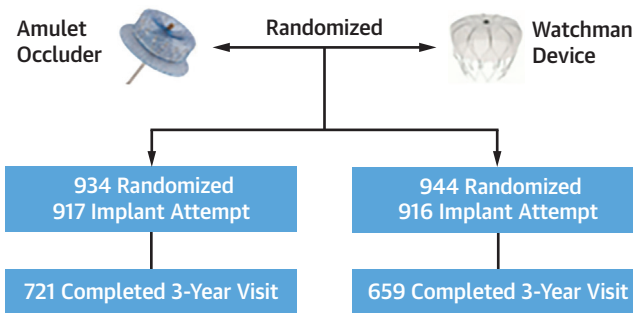 Amulet
Occluder
Randomized
Watchman
Device
934 Randomized
917 Implant Attempt
944 Randomized
916 Implant Attempt
721 Completed 3-Year Visit
659 Completed 3-Year Visit